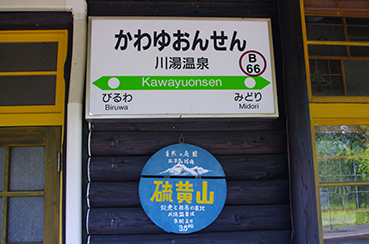 かわゆおんせん
川湯温泉
B
66
Kawayuonsen
びるわ
みどり
Biruwa
Midori
硫黄山